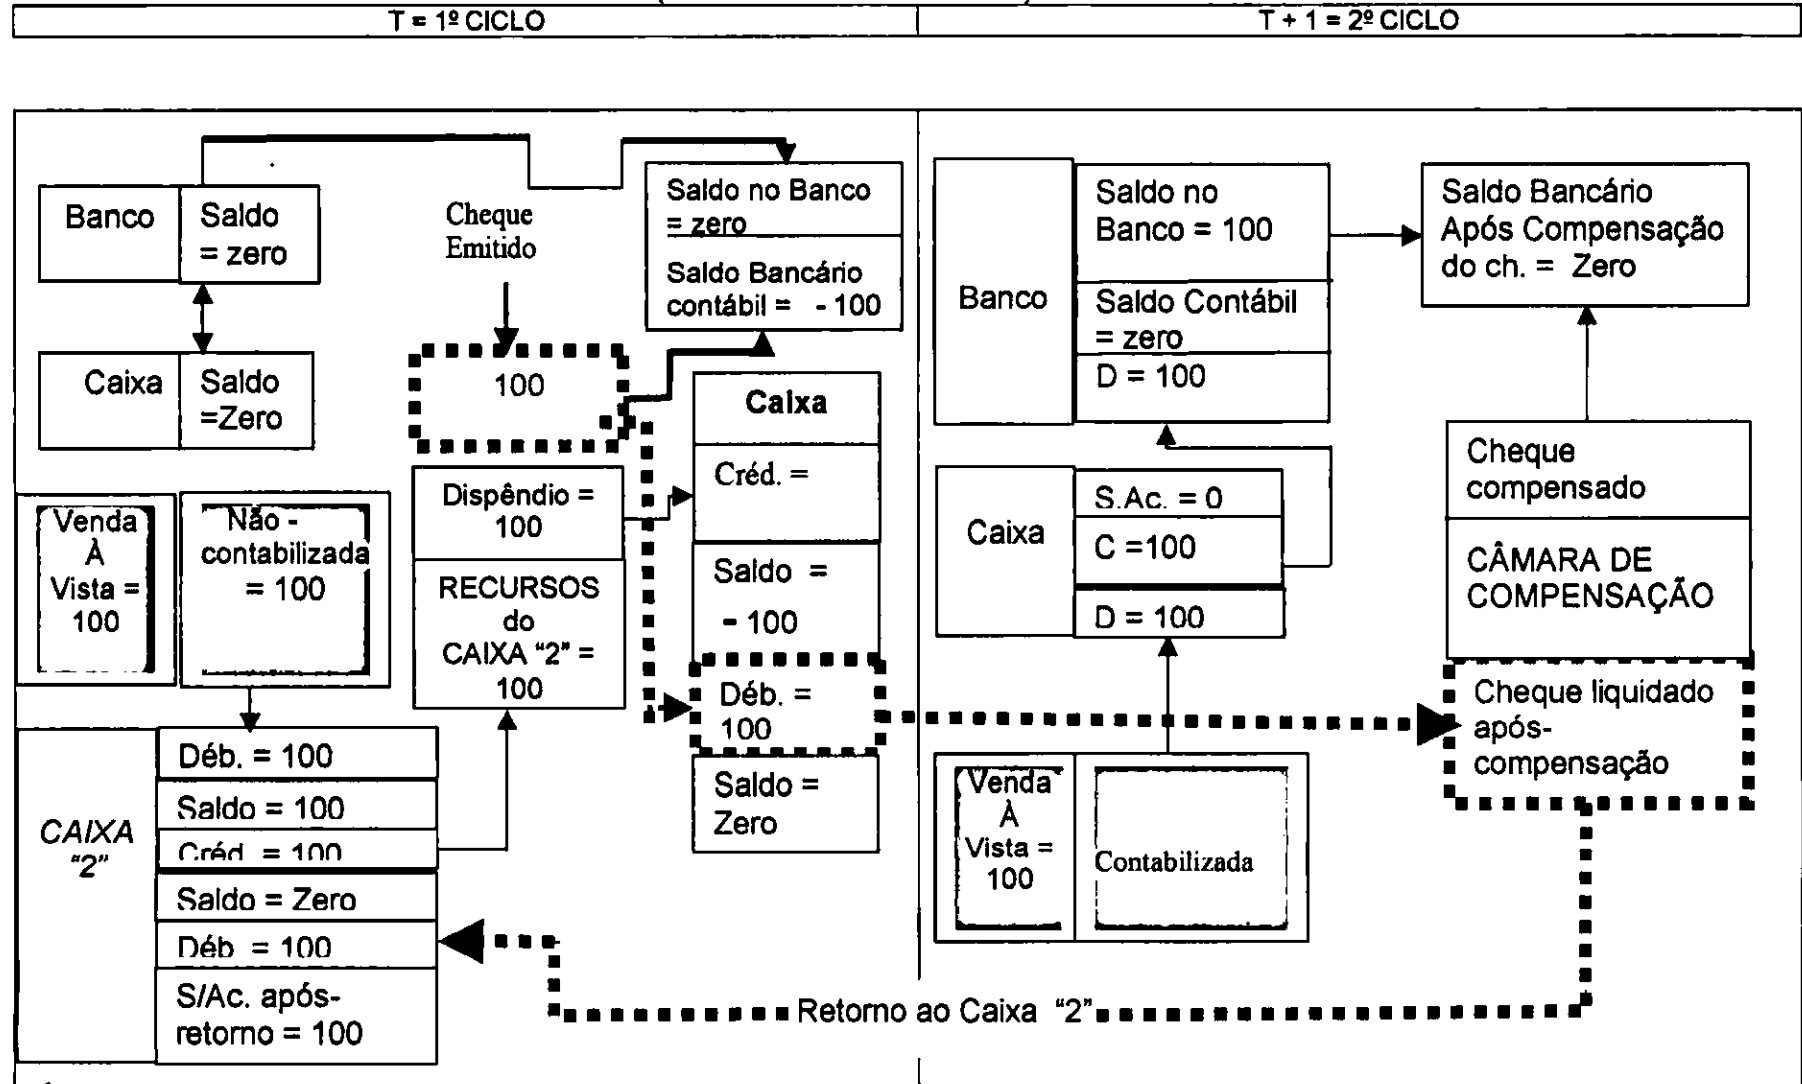 T = 1º CICLO
T + 1 = 2º CICLO
Banco
Saldo
= zero
Caixa
Saldo
=Zero
Cheque
Emitido
100
Saldo no Banco
= zero
Saldo Bancário
contábil = - 100
Venda
À
Vista =
100
Não -
contabilizada
= 100
Dispêndio =
100
RECURSOS
do
CAIXA “2” =
100
Caixa
Créd. =
Saldo =
- 100
Déb. =
100
Saldo =
Zero
CAIXA
“2”
Déb. = 100
Saldo = 100
Créd. = 100
Saldo = Zero
Déb = 100
S/Ac. após-
retorno = 100
Banco
Saldo no
Banco = 100
Saldo Contábil
= zero
D = 100
Caixa
S.Ac. = 0
C =100
D = 100
Venda
À
Vista =
100
Contabilizada
Saldo Bancário
Após Compensação
do ch. = Zero
Cheque
compensado
CÂMARA DE
COMPENSAÇÃO
Cheque liquidado
após-
compensação
Retorno ao Caixa “2”